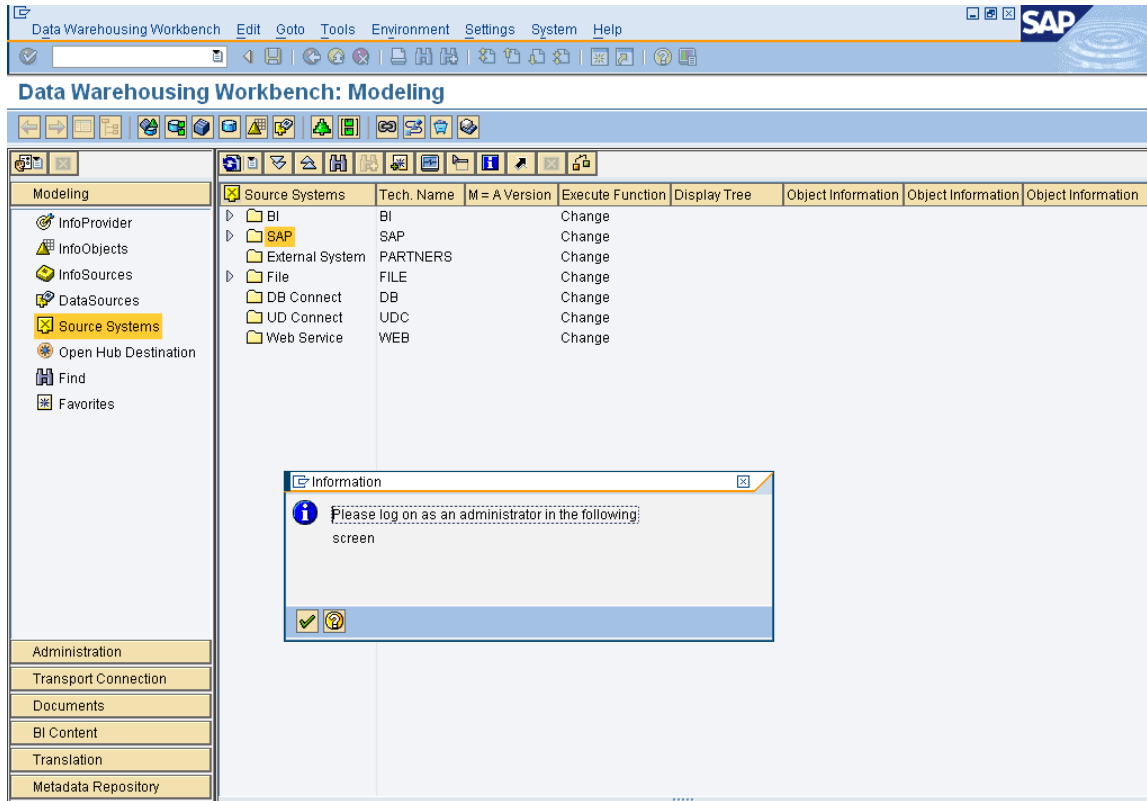 Data Warehousing Workbench Edit Goto Tools Environment Settings System Help
SAP
Data Warehousing Workbench: Modeling
Modeling
InfoProvider
InfoObjects
InfoSources
DataSources
Source Systems
Open Hub Destination
Find
Favorites
Administration
Transport Connection
Documents
BI Content
Translation
Metadata Repository
Source Systems Tech. Name M = A Version Execute Function Display Tree Object Information Object Information Object Information
BI BI Change
SAP SAP Change
External System PARTNERS Change
File FILE Change
DB Connect DB Change
UD Connect UDC Change
Web Service WEB Change
Information
Please log on as an administrator in the following
screen